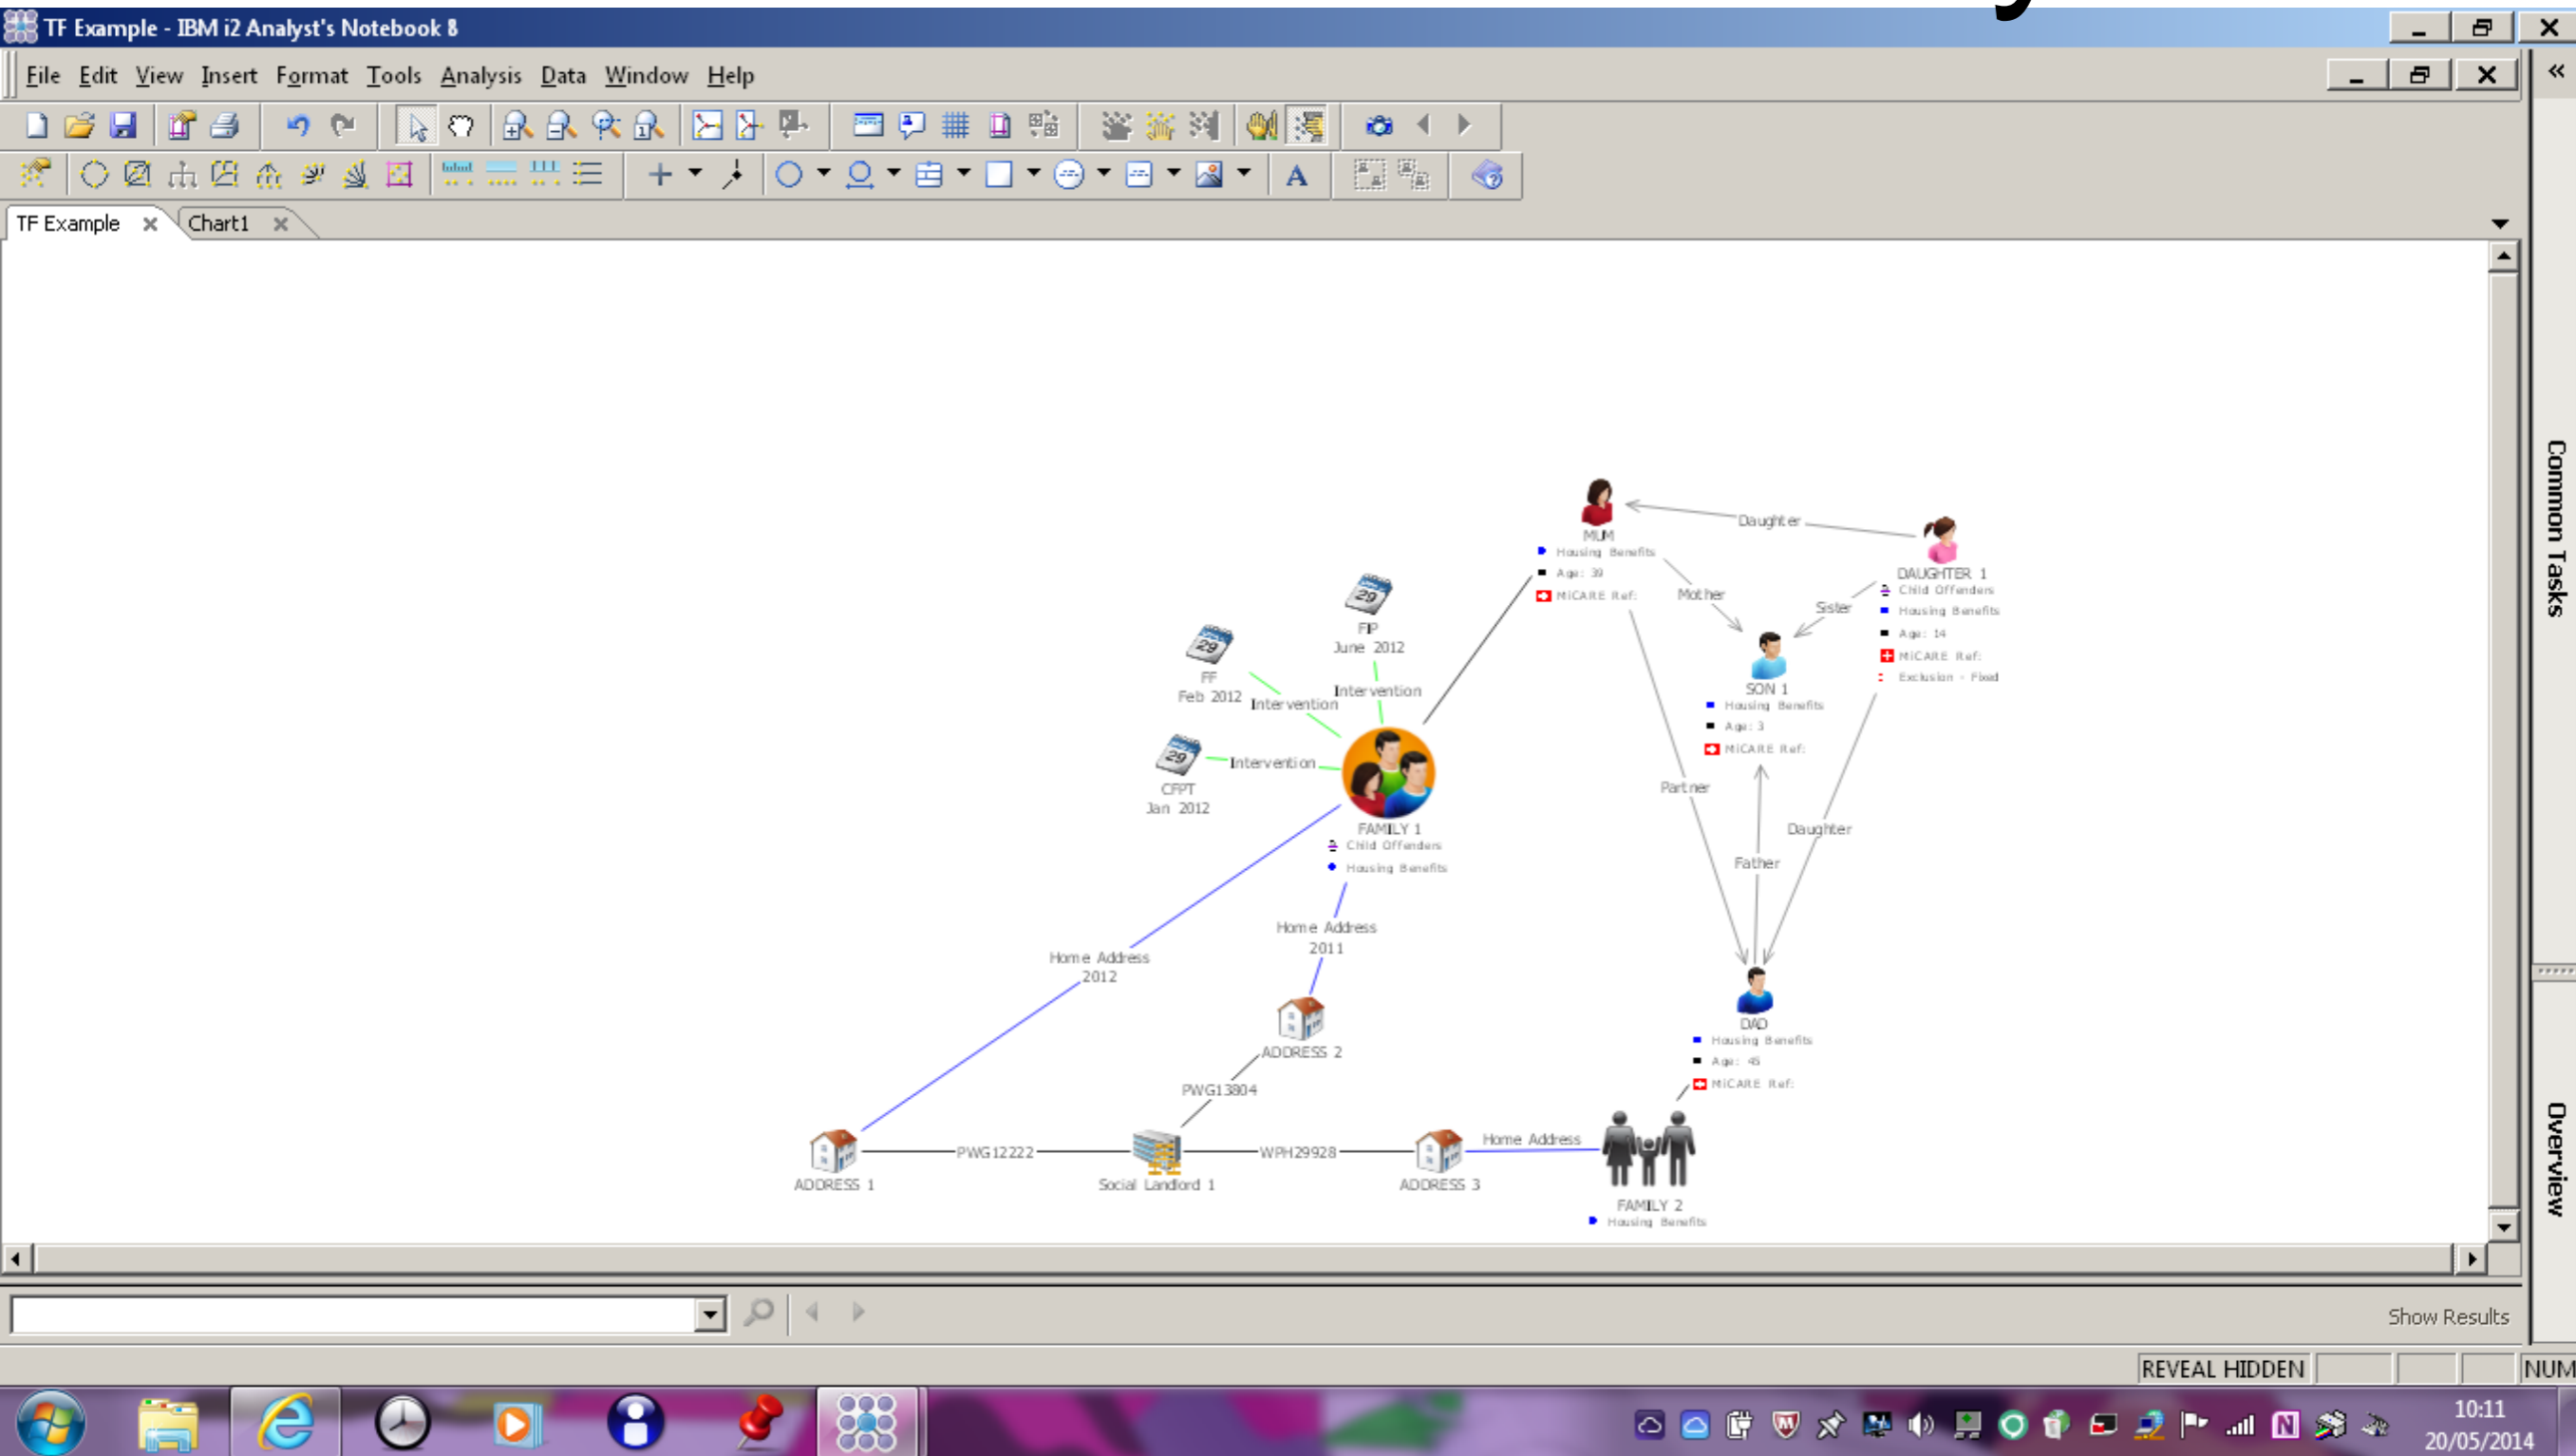 TF Example - IBM i2 Analyst's Notebook 8
File Edit View Insert Format Tools Analysis Data Window Help
TF Example
Chart1
Common Tasks
MUM
Housing Benefits
Age: 39
MiCARE Ref:
Daughter
DAUGHTER 1
Child Offenders
Housing Benefits
Age: 14
MiCARE Ref:
Exclusion - Fixed
Mother
Sister
SON 1
Housing Benefits
Age: 3
MiCARE Ref:
FIP
June 2012
Intervention
FF
Feb 2012
Intervention
CFPT
Jan 2012
Intervention
FAMILY 1
Child Offenders
Housing Benefits
Partner
Daughter
Father
Home Address
2011
Home Address
2012
ADDRESS 2
PWG13804
DAD
Housing Benefits
Age: 45
MiCARE Ref:
ADDRESS 1
PWG12222
Social Landlord 1
WPH29928
ADDRESS 3
Home Address
FAMILY 2
Housing Benefits
Overview
Show Results
REVEAL HIDDEN
NUM
10:11
20/05/2014